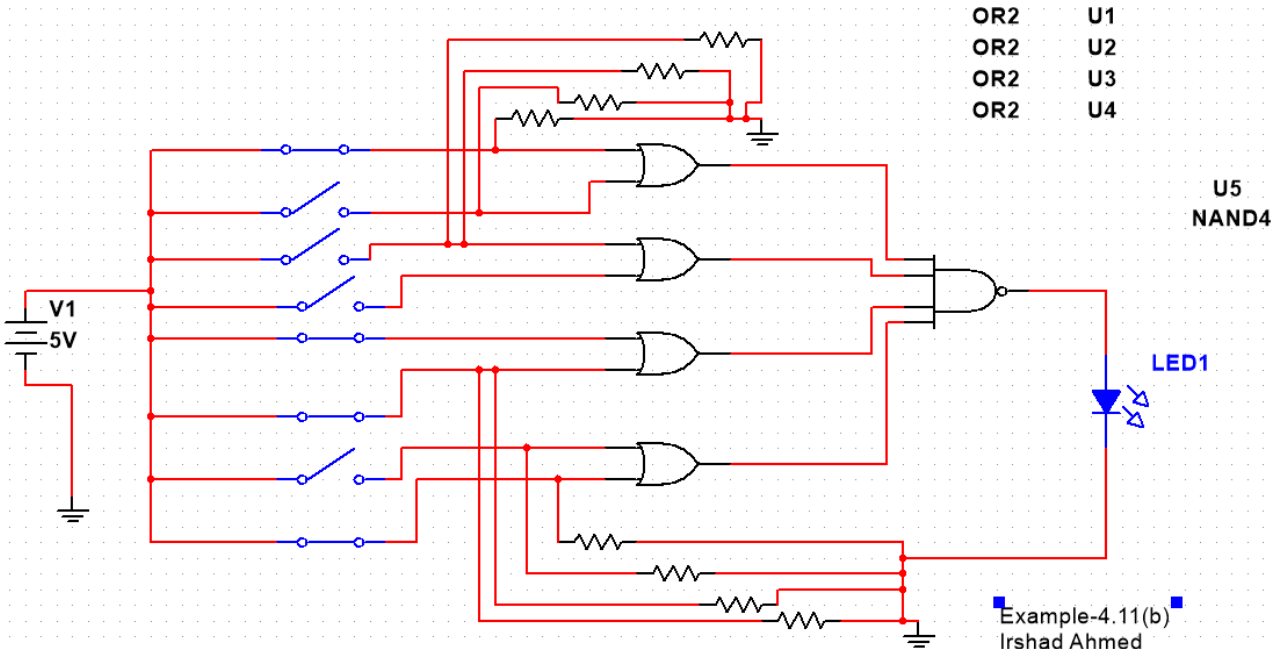 OR2 U1
OR2 U2
OR2 U3
OR2 U4
U5
NAND4
V1
5V
LED1
Example-4.11(b)
Irshad Ahmed